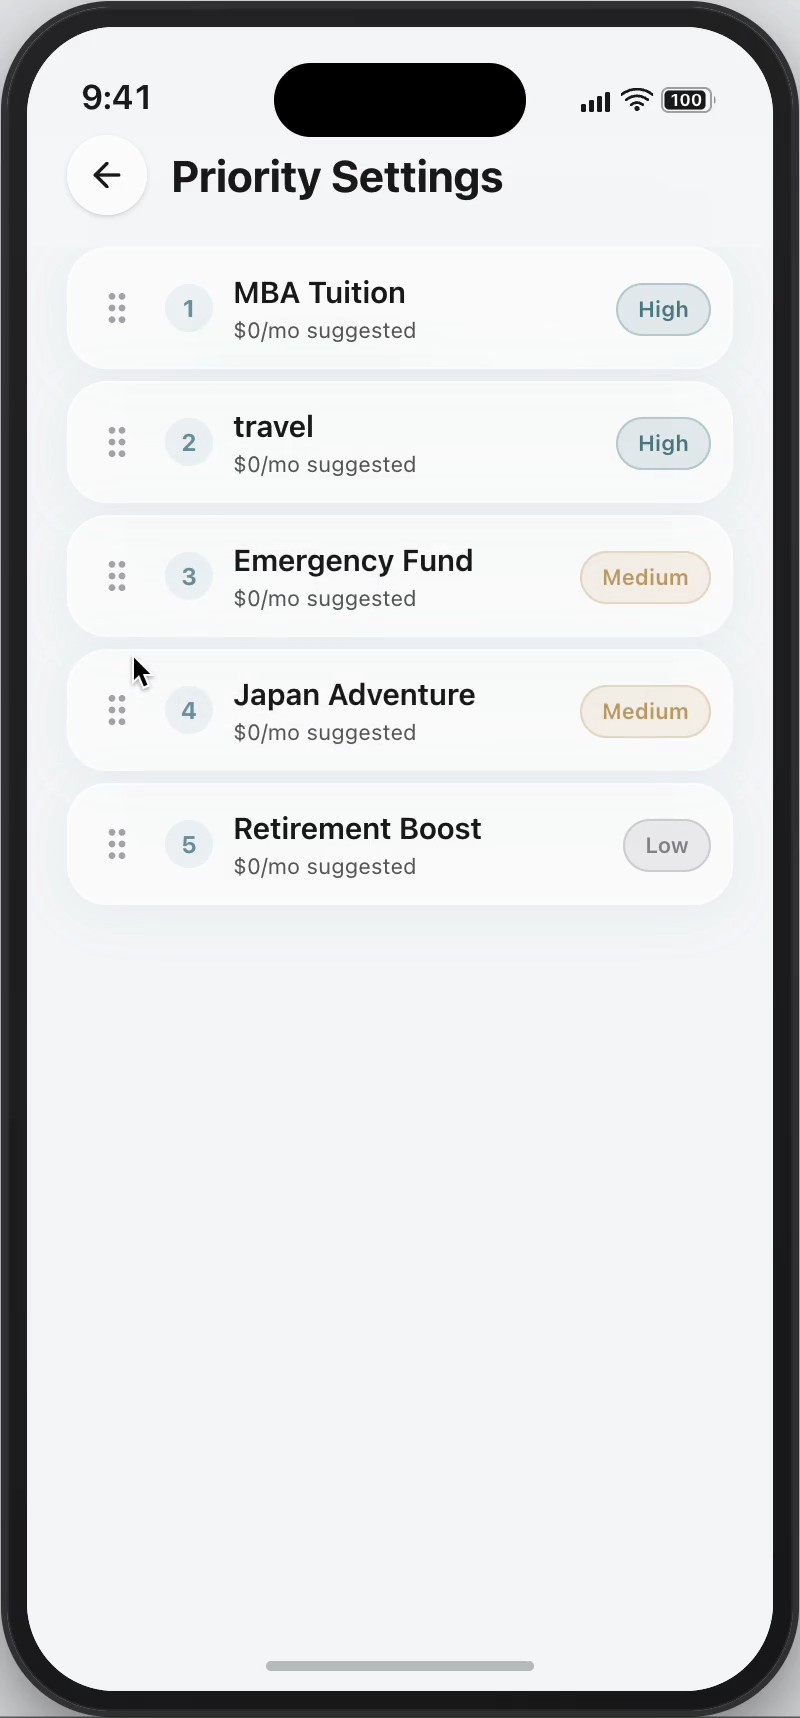 9:41
100
Priority Settings
1
MBA Tuition
$0/mo suggested
High
2
travel
$0/mo suggested
High
3
Emergency Fund
$0/mo suggested
Medium
4
Japan Adventure
$0/mo suggested
Medium
5
Retirement Boost
$0/mo suggested
Low